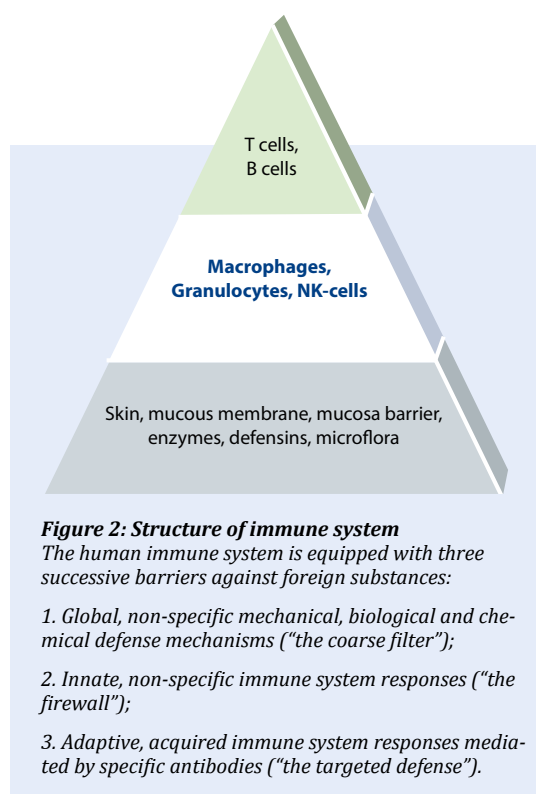 T cells,
B cells
Macrophages,
Granulocytes, NK-cells
Skin, mucous membrane, mucosa barrier,
enzymes, defensins, microflora
Figure 2: Structure of immune system
The human immune system is equipped with three
successive barriers against foreign substances:
1. Global, non-specific mechanical, biological and che-
mical defense mechanisms (“the coarse filter”);
2. Innate, non-specific immune system responses (“the
firewall”);
3. Adaptive, acquired immune system responses media-
ted by specific antibodies (“the targeted defense”).